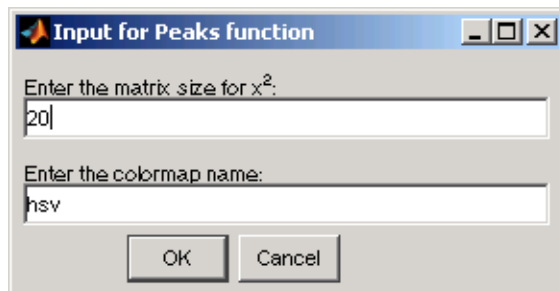 Input for Peaks function
Enter the matrix size for x²:
20
Enter the colormap name:
hsv
OK Cancel